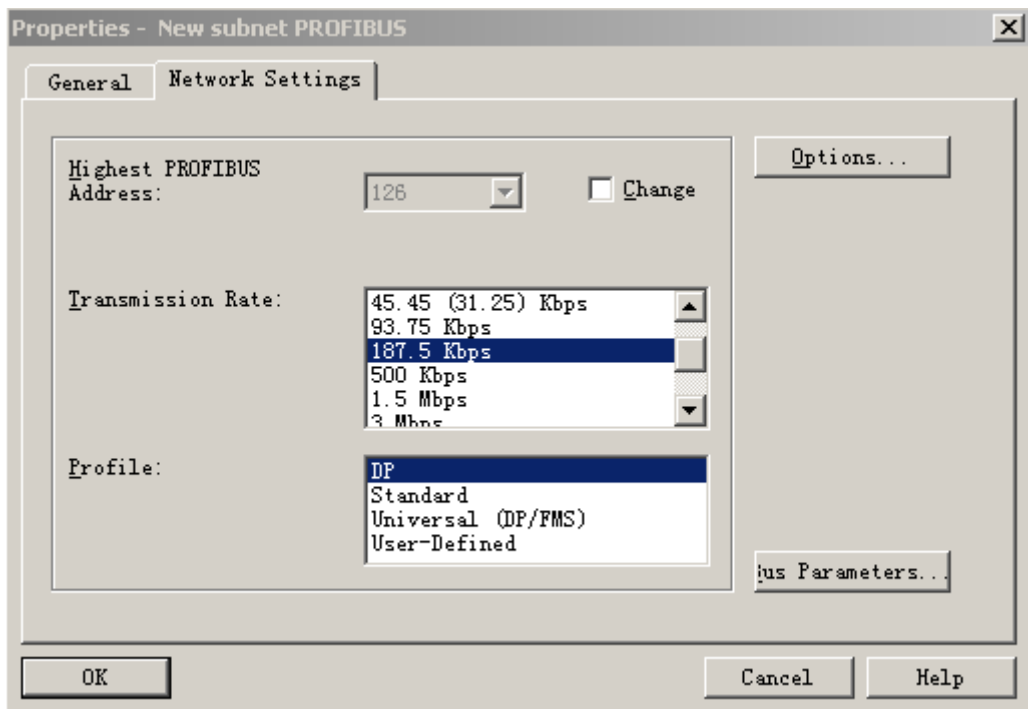 Properties - New subnet PROFIBUS
General
Network Settings
Highest PROFIBUS
Address:
126
Change
Options...
Transmission Rate:
45.45 (31.25) Kbps
93.75 Kbps
187.5 Kbps
500 Kbps
1.5 Mbps
3 Mbps
Profile:
DP
Standard
Universal (DP/FMS)
User-Defined
us Parameters...
OK
Cancel
Help